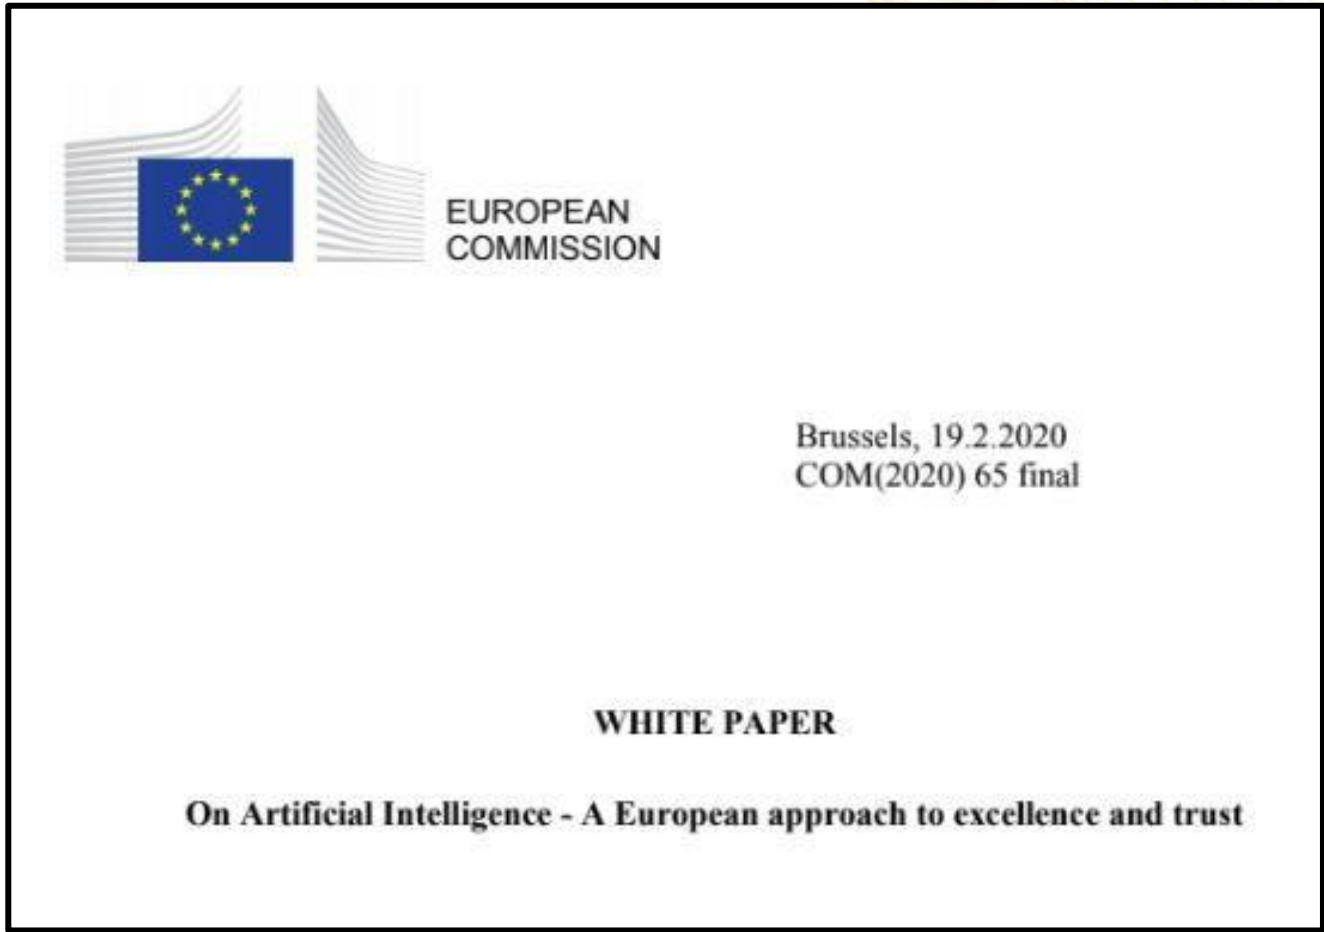 EUROPEAN
COMMISSION
Brussels, 19.2.2020
COM(2020) 65 final
WHITE PAPER
On Artificial Intelligence - A European approach to excellence and trust